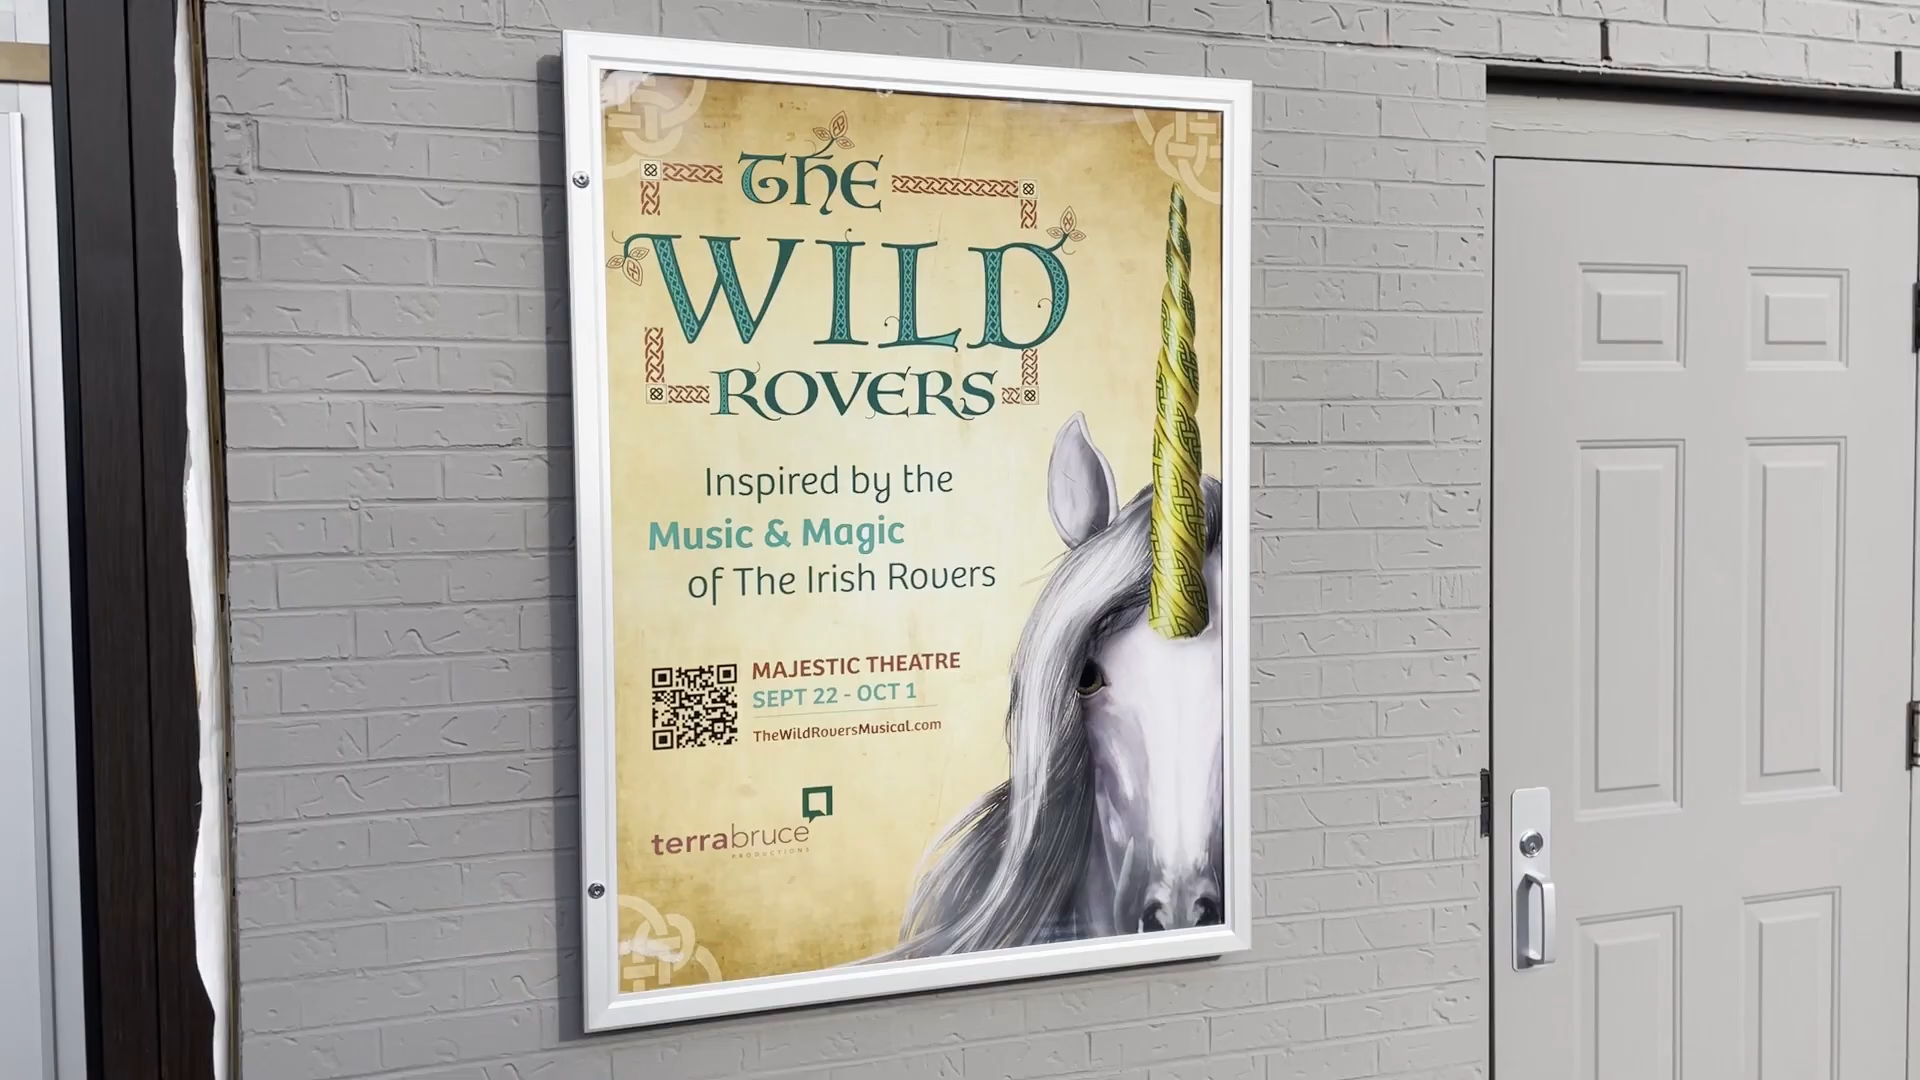 THE
WILD
ROVERS
Inspired by the
Music & Magic
of The Irish Rovers
MAJESTIC THEATRE
SEPT 22 - OCT 1
TheWildRoversMusical.com
terrabruce
PRODUCTIONS